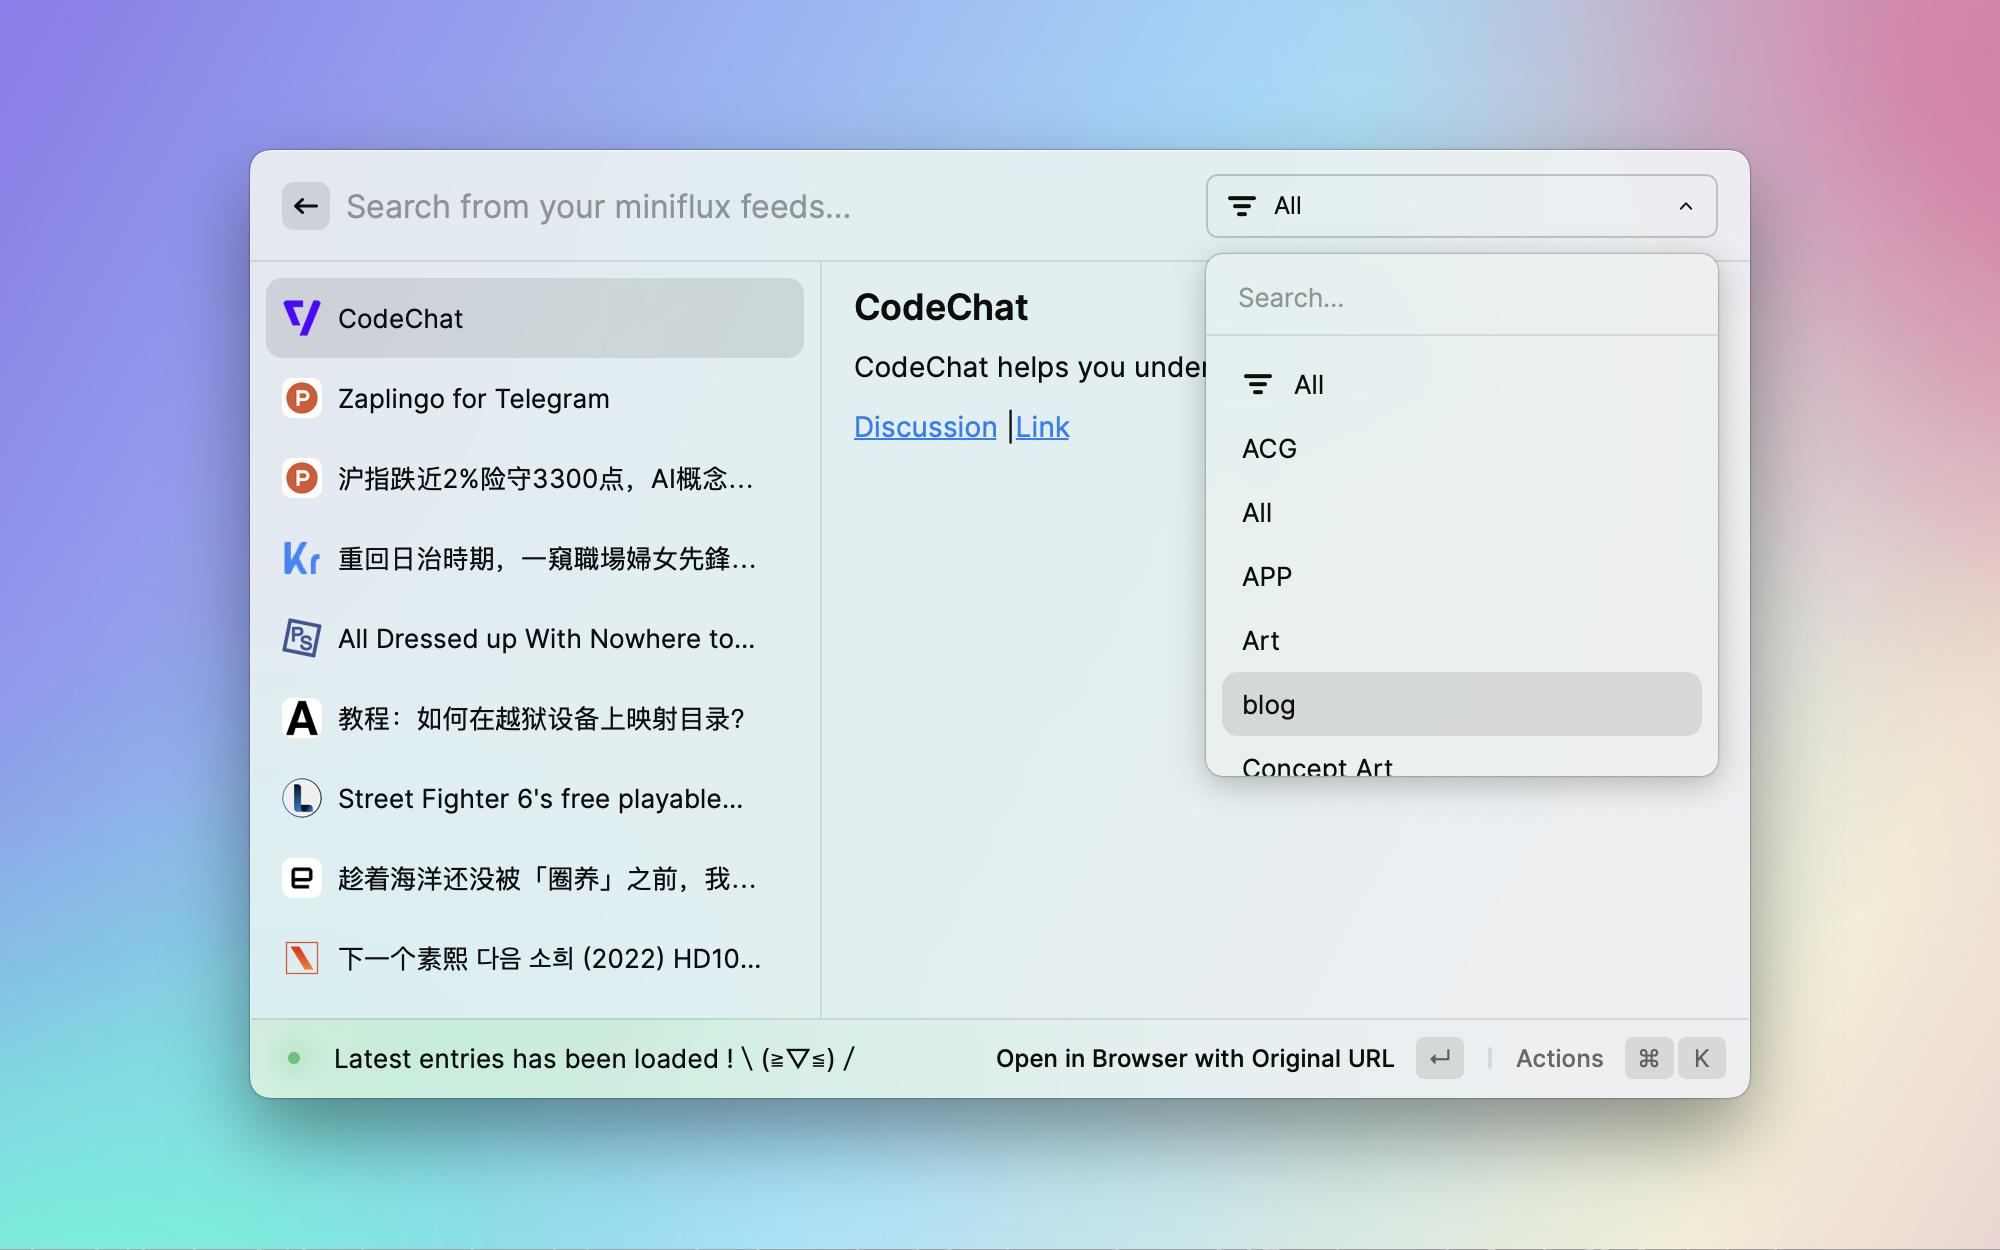 Search from your miniflux feeds...
All
CodeChat
Zaplingo for Telegram
沪指跌近2%险守3300点，AI概念...
重回日治時期，一窺職場婦女先鋒...
All Dressed up With Nowhere to...
教程：如何在越狱设备上映射目录?
Street Fighter 6's free playable...
趁着海洋还没被「圈养」之前，我...
下一个素熙 다음 소희 (2022) HD10...
CodeChat
CodeChat helps you under
Discussion |Link
Search...
All
ACG
All
APP
Art
blog
Concept Art
Latest entries has been loaded ! \ (≧▽≦) /
Open in Browser with Original URL
Actions ⌘ K